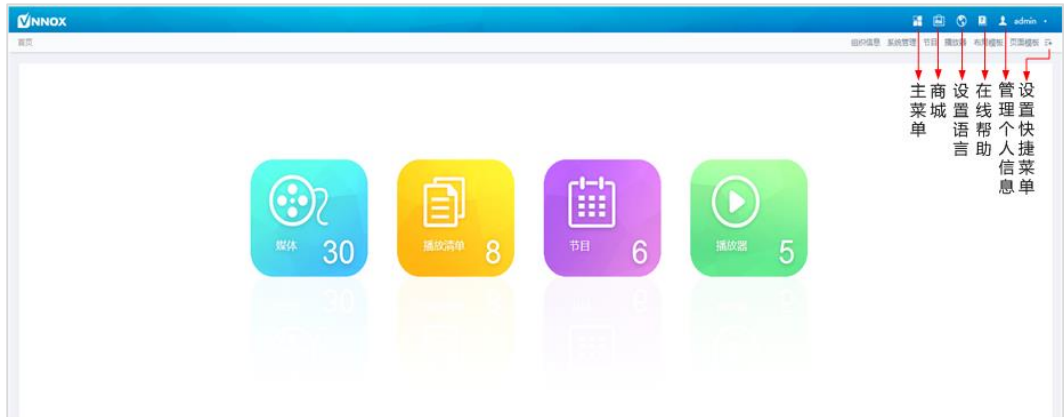 VNNOX
admin
首页
组织信息 系统管理 节目 播放器 布局模板 页面模板
主菜单
商城
设置语言
在线帮助
管理个人信息
设置快捷菜单
媒体 30
播放清单 8
节目 6
播放器 5